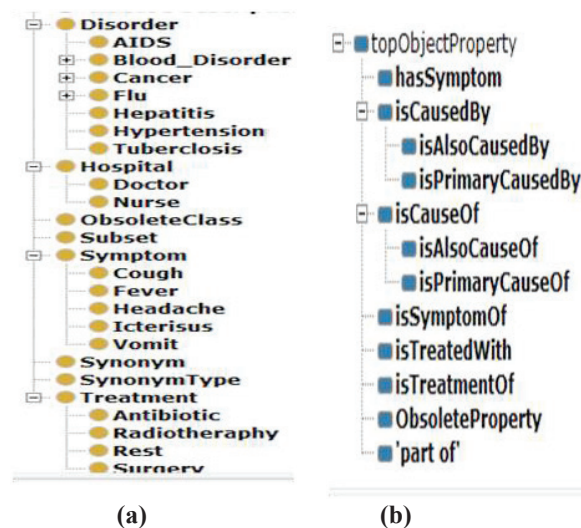 Disorder
AIDS
Blood_Disorder
Cancer
Flu
Hepatitis
Hypertension
Tuberclosis
Hospital
Doctor
Nurse
ObsoleteClass
Subset
Symptom
Cough
Fever
Headache
Icterisus
Vomit
Synonym
SynonymType
Treatment
Antibiotic
Radiotheraphy
Rest
Surgery
(a)
topObjectProperty
hasSymptom
isCausedBy
isAlsoCausedBy
isPrimaryCausedBy
isCauseOf
isAlsoCauseOf
isPrimaryCauseOf
isSymptomOf
isTreatedWith
isTreatmentOf
ObsoleteProperty
'part of'
(b)